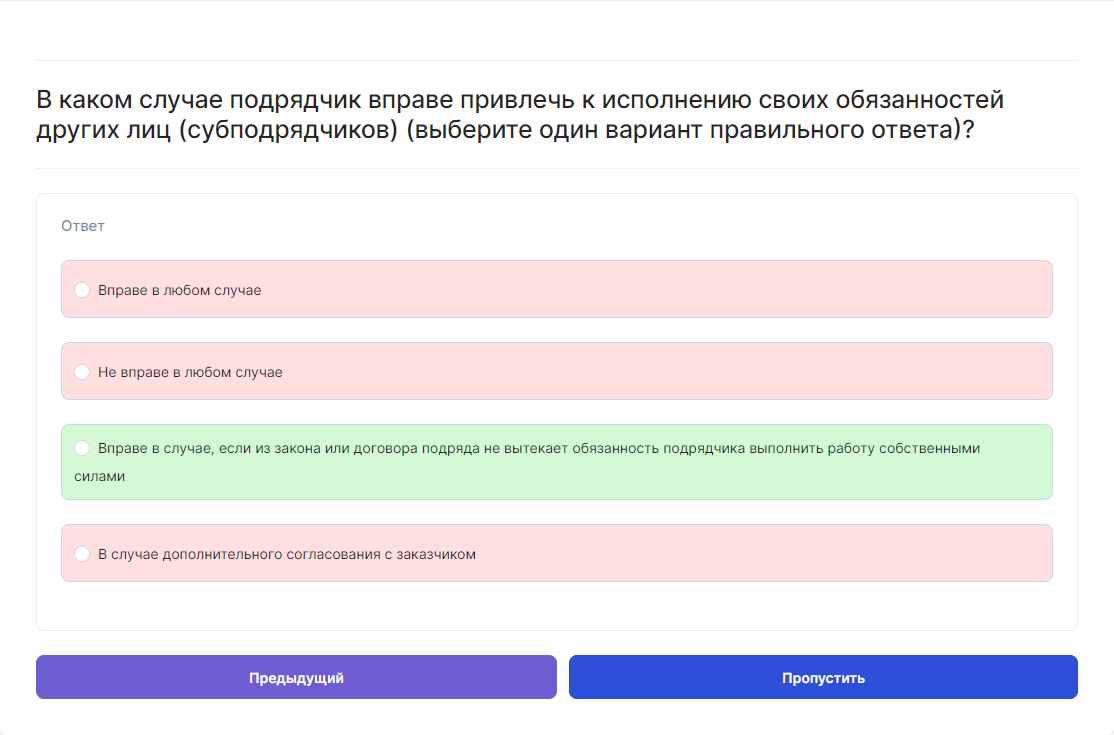 В каком случае подрядчик вправе привлечь к исполнению своих обязанностей
других лиц (субподрядчиков) (выберите один вариант правильного ответа)?
Ответ
Вправе в любом случае
Не вправе в любом случае
Вправе в случае, если из закона или договора подряда не вытекает обязанность подрядчика выполнить работу собственными
силами
В случае дополнительного согласования с заказчиком
Предыдущий
Пропустить